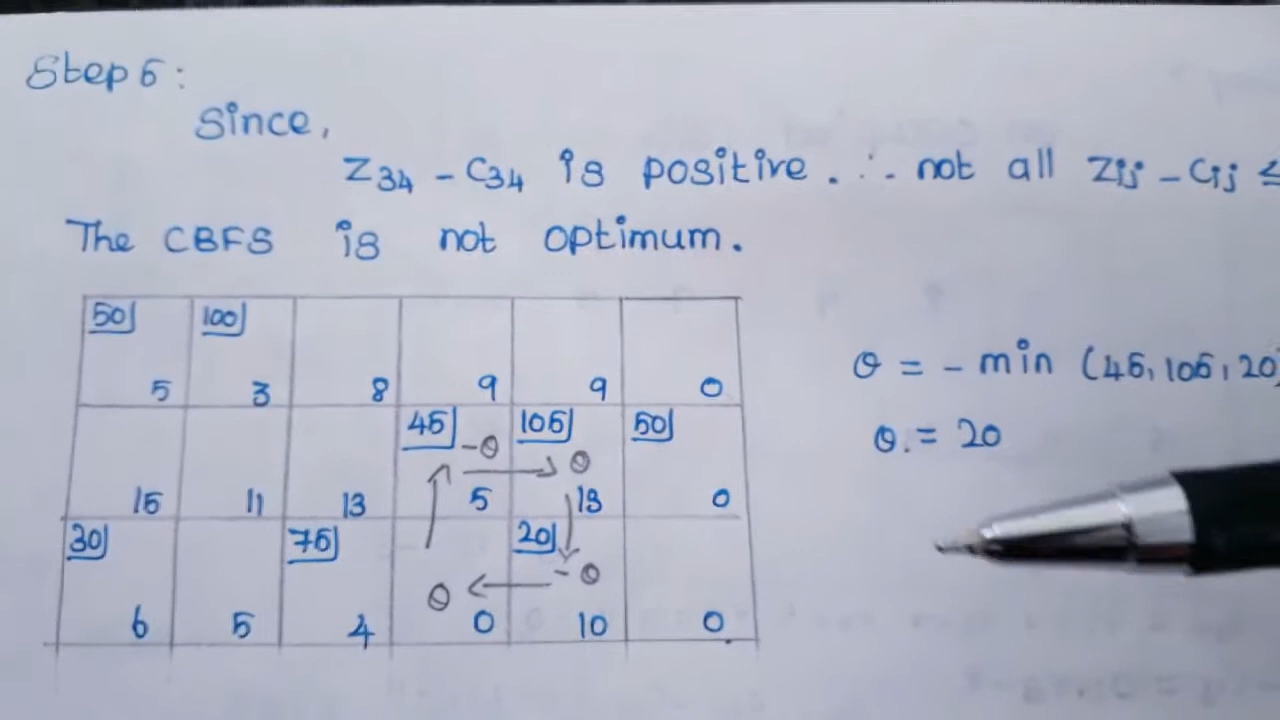 Step 5:
Since,
Z34 - C34 is positive. ∴ not all Zij - Cij ≤
The CBFS is not optimum.
50 100
5 3 8 9 9 0
θ = - min (45, 105, 20)
45 -θ 105 θ 50
θ = 20
15 11 13 5 13 0
30 75 θ 20 -θ
6 5 4 0 10 0